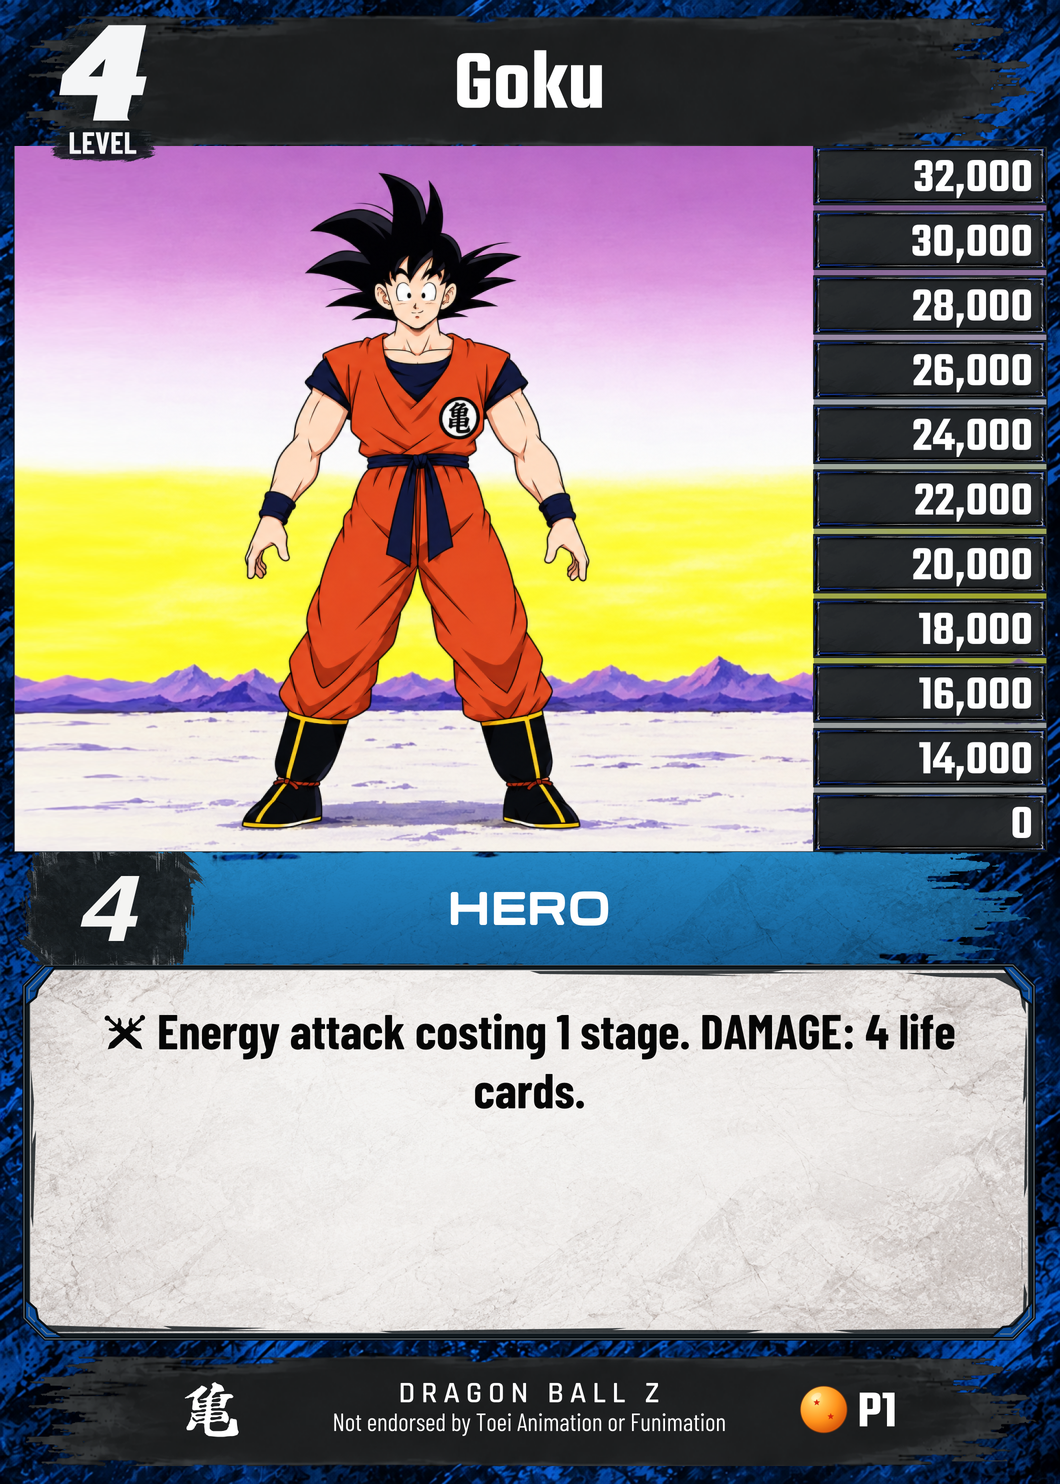 4
LEVEL
Goku
32,000
30,000
28,000
26,000
24,000
22,000
20,000
18,000
16,000
14,000
0
亀
4
HERO
Energy attack costing 1 stage. DAMAGE: 4 life
cards.
亀
DRAGON BALL Z
Not endorsed by Toei Animation or Funimation
P1